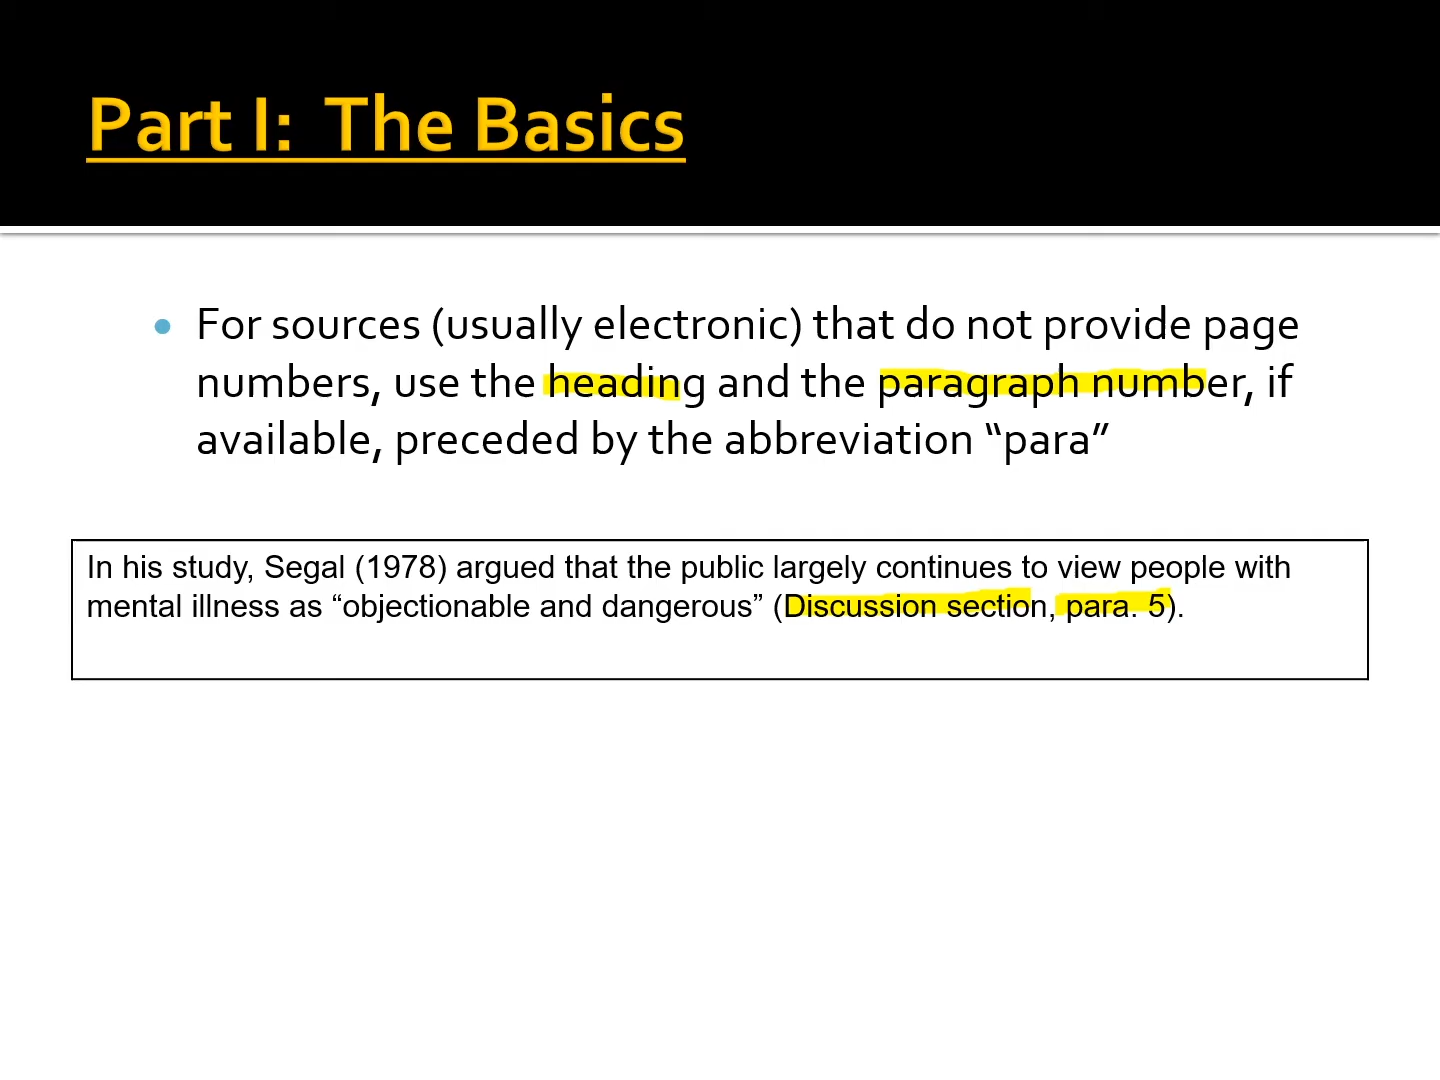 Part I:  The Basics
• For sources (usually electronic) that do not provide page
numbers, use the heading and the paragraph number, if
available, preceded by the abbreviation “para”
In his study, Segal (1978) argued that the public largely continues to view people with
mental illness as “objectionable and dangerous” (Discussion section, para. 5).